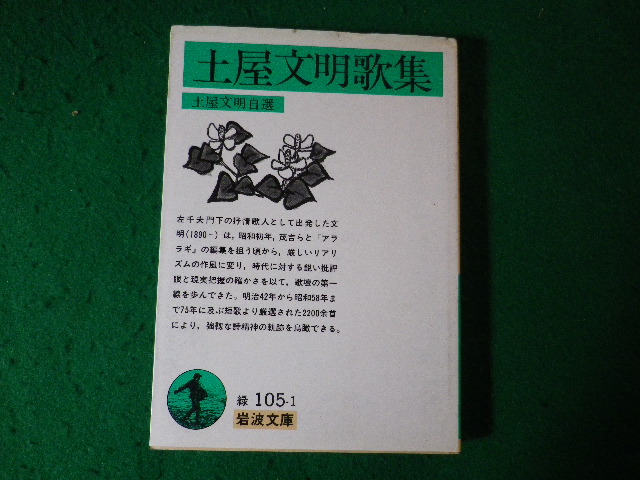 土屋文明歌集
土屋文明自選
左千夫門下の抒情歌人として出発した文
明(1890-)は，昭和初年，茂吉らと「アラ
ラギ」の編集を担う頃から，厳しいリアリ
ズムの作風に変り，時代に対する鋭い批評
眼と現実把握の確かさを以て，歌壇の第一
線を歩んできた。明治42年から昭和58年ま
で75年に及ぶ短歌より厳選された2200余首
により，強靱な詩精神の軌跡を鳥瞰できる。
緑 105-1
岩波文庫